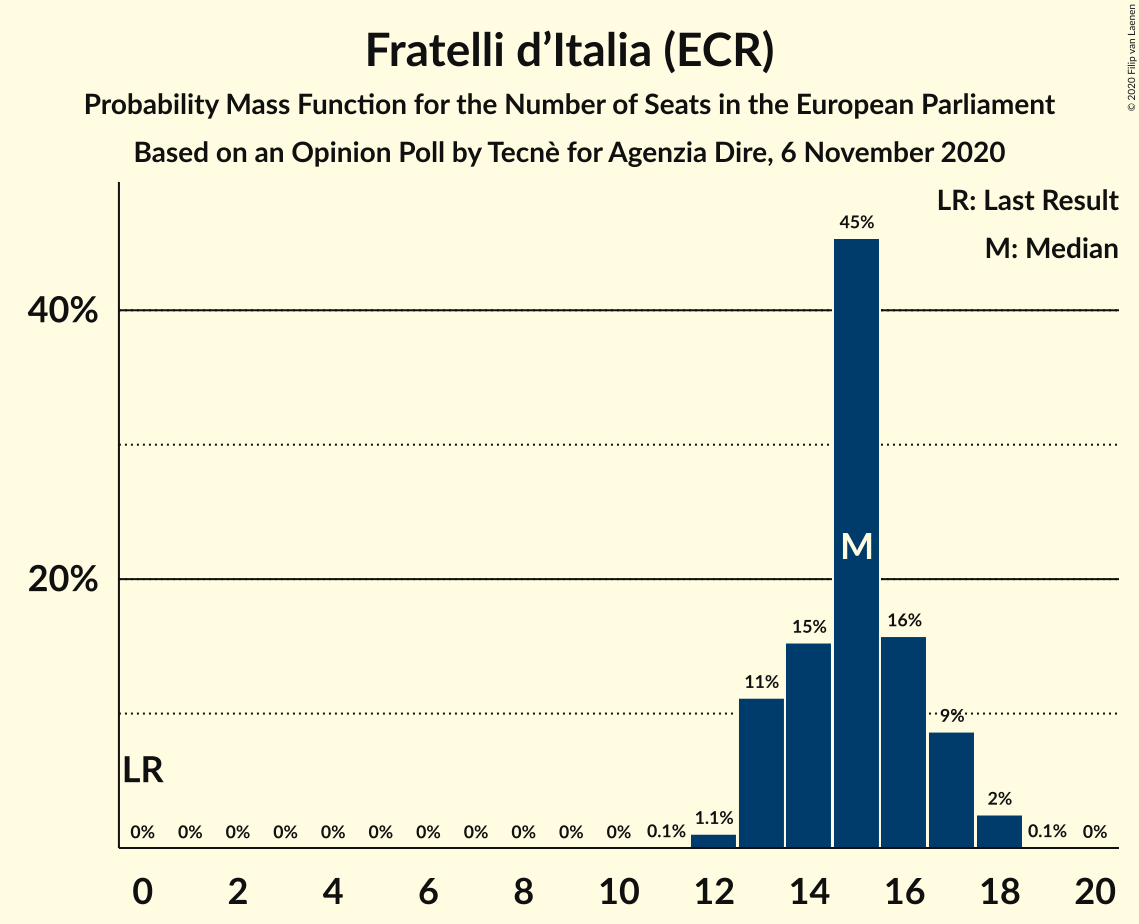 Fratelli d’Italia (ECR)
Probability Mass Function for the Number of Seats in the European Parliament
Based on an Opinion Poll by Tecnè for Agenzia Dire, 6 November 2020
© 2020 Filip van Laenen
LR: Last Result
M: Median
45%
40%
M
20%
16%
15%
11%
9%
LR
2%
1.1%
0% 0% 0% 0% 0% 0% 0% 0% 0% 0% 0% 0.1% 0.1% 0%
0 2 4 6 8 10 12 14 16 18 20